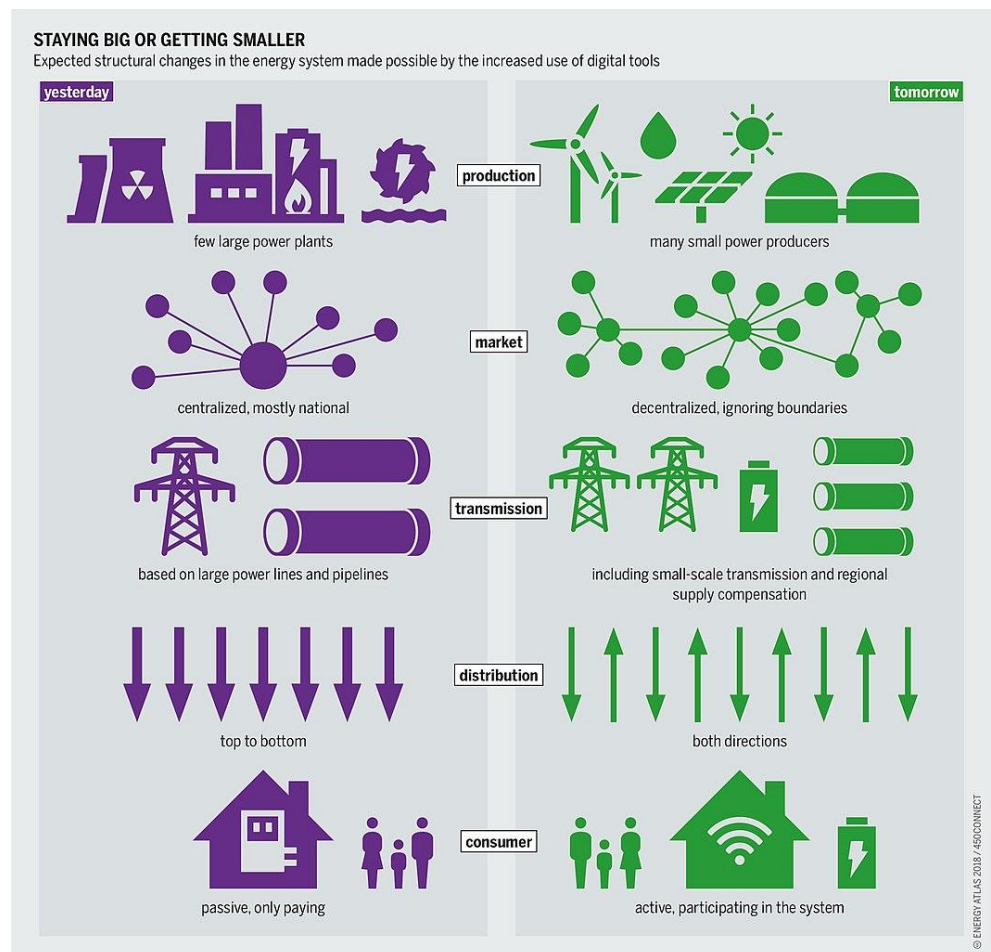 STAYING BIG OR GETTING SMALLER
Expected structural changes in the energy system made possible by the increased use of digital tools
yesterday
tomorrow
production
few large power plants
many small power producers
market
centralized, mostly national
decentralized, ignoring boundaries
transmission
based on large power lines and pipelines
including small-scale transmission and regional
supply compensation
distribution
top to bottom
both directions
consumer
passive, only paying
active, participating in the system
© ENERGY ATLAS 2018 / 450CONNECT